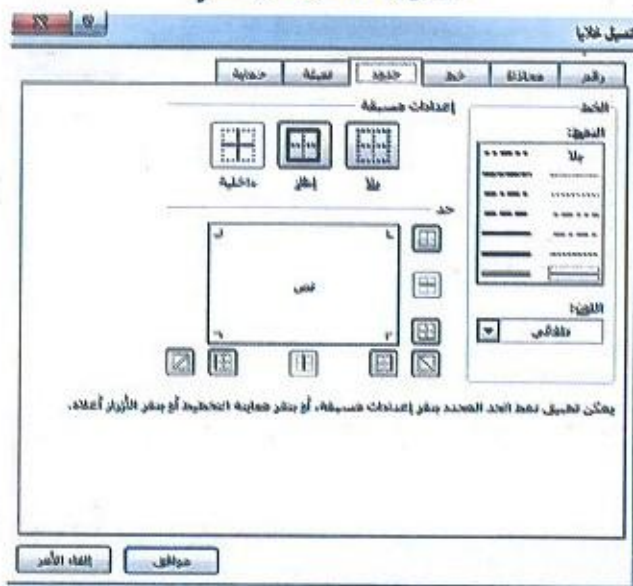 تنسيق خلايا
رقم
محاذاة
خط
حدود
تعبئة
حماية
الخط
النمط:
بلا
اللون:
تلقائي
إعدادات مسبقة
بلا
إطار
داخلية
حد
نص
يمكن تطبيق نمط الحد المحدد بنقر إعدادات مسبقة، أو بنقر معاينة التخطيط أو بنقر الأزرار أعلاه.
موافق
إلغاء الأمر